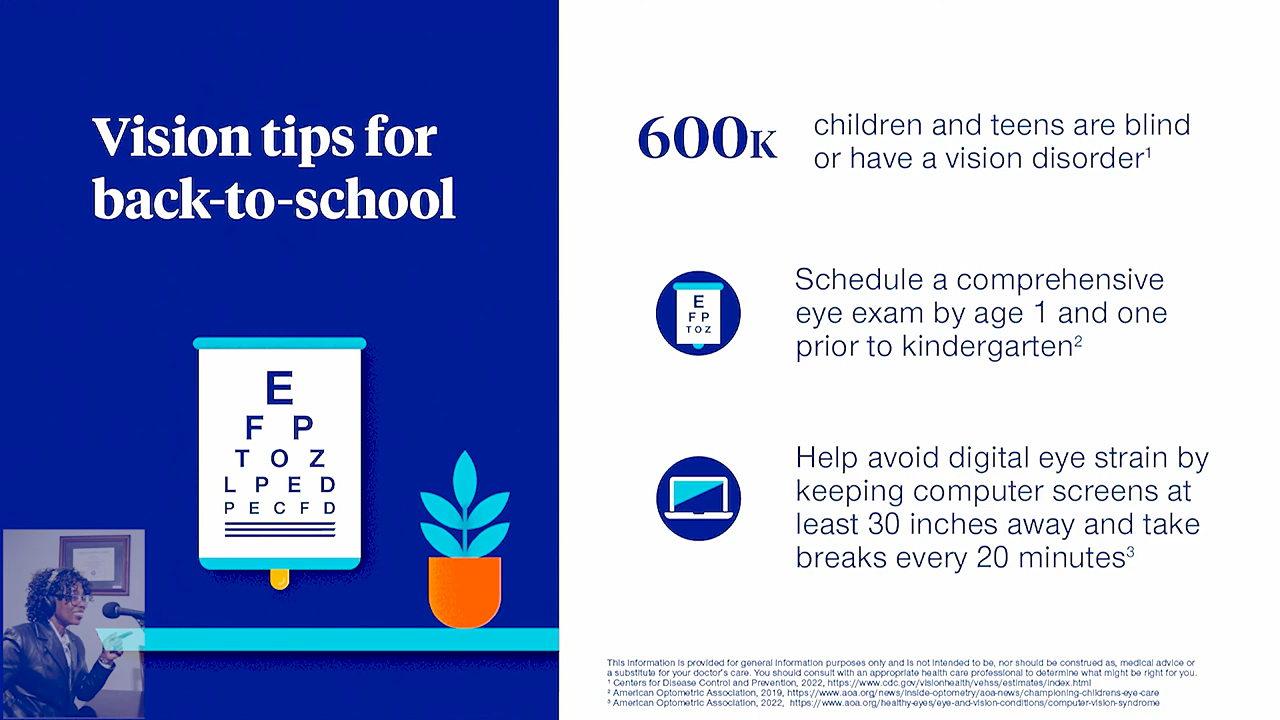 Vision tips for
back-to-school
E
F P
T O Z
L P E D
P E C F D
600K
children and teens are blind
or have a vision disorder¹
E
F P
T O Z
Schedule a comprehensive
eye exam by age 1 and one
prior to kindergarten²
Help avoid digital eye strain by
keeping computer screens at
least 30 inches away and take
breaks every 20 minutes³
This information is provided for general information purposes only and is not intended to be, nor should be construed as, medical advice or
a substitute for your doctor's care. You should consult with an appropriate health care professional to determine what might be right for you.
¹ Centers for Disease Control and Prevention, 2022, https://www.cdc.gov/visionhealth/vehss/estimates/index.html
² American Optometric Association, 2019, https://www.aoa.org/news/inside-optometry/aoa-news/championing-childrens-eye-care
³ American Optometric Association, 2022, https://www.aoa.org/healthy-eyes/eye-and-vision-conditions/computer-vision-syndrome